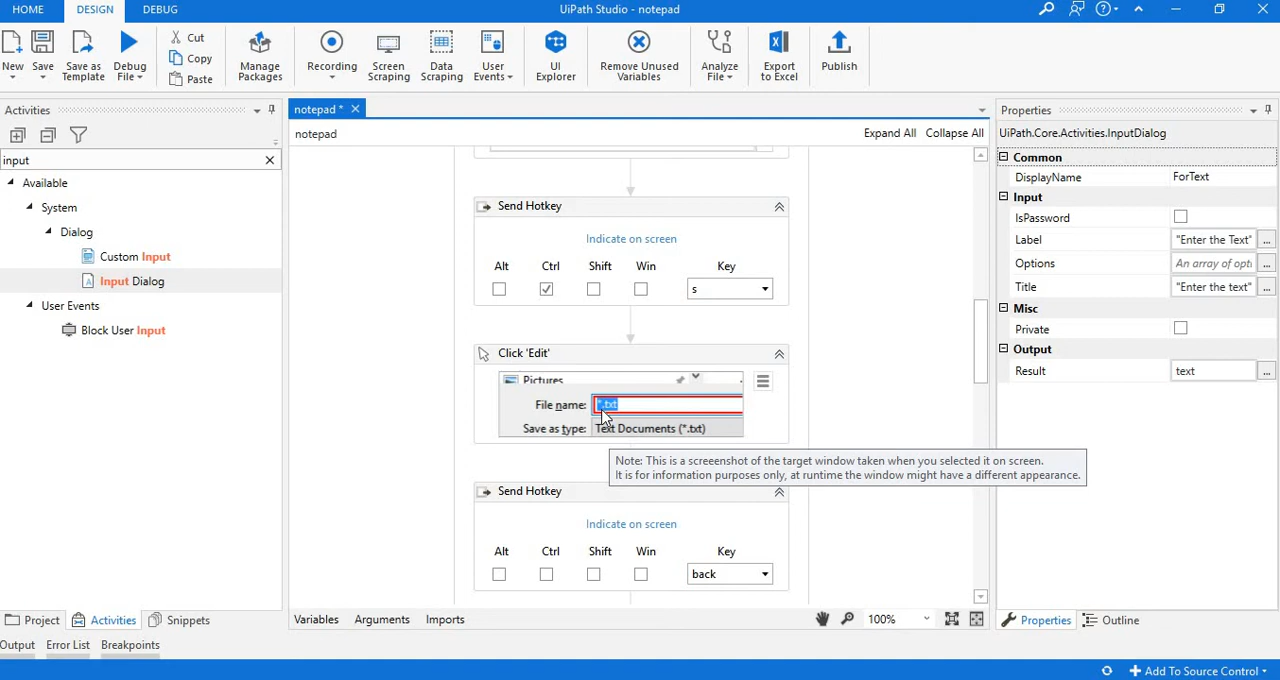 HOME DESIGN DEBUG UiPath Studio - notepad
New Save Save as Template Debug File Cut Copy Paste Manage Packages Recording Screen Scraping Data Scraping User Events UI Explorer Remove Unused Variables Analyze File Export to Excel Publish
Activities
input
Available
System
Dialog
Custom Input
Input Dialog
User Events
Block User Input
Project Activities Snippets
Output Error List Breakpoints
notepad *
notepad Expand All Collapse All
Send Hotkey
Indicate on screen
Alt Ctrl Shift Win Key
s
Click 'Edit'
Pictures
File name: *.txt
Save as type: Text Documents (*.txt)
Note: This is a screeenshot of the target window taken when you selected it on screen.
It is for information purposes only, at runtime the window might have a different appearance.
Send Hotkey
Indicate on screen
Alt Ctrl Shift Win Key
back
Variables Arguments Imports 100%
Properties
UiPath.Core.Activities.InputDialog
Common
DisplayName ForText
Input
IsPassword
Label "Enter the Text" ...
Options An array of opti ...
Title "Enter the text" ...
Misc
Private
Output
Result text ...
Properties Outline
Add To Source Control